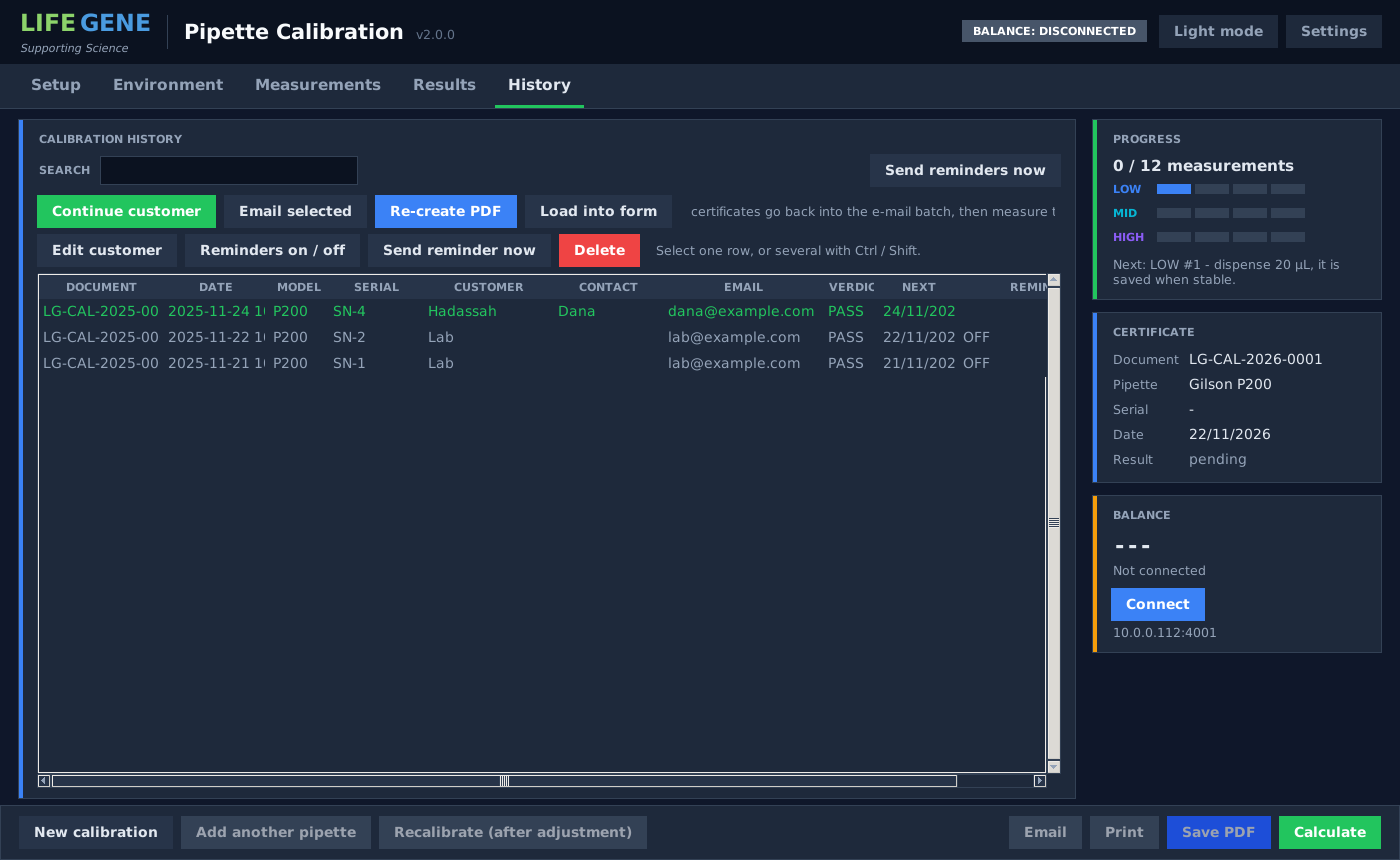 LIFE GENE
Supporting Science
Pipette Calibration v2.0.0
BALANCE: DISCONNECTED
Light mode
Settings
Setup Environment Measurements Results History
CALIBRATION HISTORY
SEARCH
Send reminders now
Continue customer Email selected Re-create PDF Load into form certificates go back into the e-mail batch, then measure t
Edit customer Reminders on / off Send reminder now Delete Select one row, or several with Ctrl / Shift.
DOCUMENT DATE MODEL SERIAL CUSTOMER CONTACT EMAIL VERDIC NEXT REMIN
LG-CAL-2025-00 2025-11-24 1 P200 SN-4 Hadassah Dana dana@example.com PASS 24/11/202
LG-CAL-2025-00 2025-11-22 1 P200 SN-2 Lab lab@example.com PASS 22/11/202 OFF
LG-CAL-2025-00 2025-11-21 1 P200 SN-1 Lab lab@example.com PASS 21/11/202 OFF
PROGRESS
0 / 12 measurements
LOW
MID
HIGH
Next: LOW #1 - dispense 20 µL, it is
saved when stable.
CERTIFICATE
Document LG-CAL-2026-0001
Pipette Gilson P200
Serial -
Date 22/11/2026
Result pending
BALANCE
---
Not connected
Connect
10.0.0.112:4001
New calibration Add another pipette Recalibrate (after adjustment) Email Print Save PDF Calculate